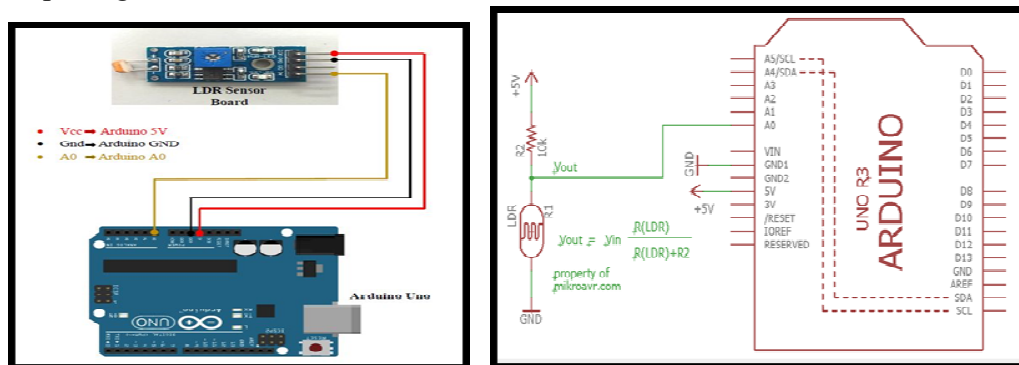 LDR Sensor
Board
Vcc → Arduino 5V
Gnd → Arduino GND
A0 → Arduino A0
Arduino Uno
UNO
+5V
R2
Vout
LDR
R1
Vout = Vin R(LDR)
R(LDR)+R2
property of
mikroavr.com
GND
GND
+5V
A5/SCL
A4/SDA
A3
A2
A1
A0
VIN
GND1
GND2
5V
3V
/RESET
IOREF
RESERVED
UNO R3
ARDUINO
D0
D1
D2
D3
D4
D5
D6
D7
D8
D9
D10
D11
D12
D13
GND
AREF
SDA
SCL